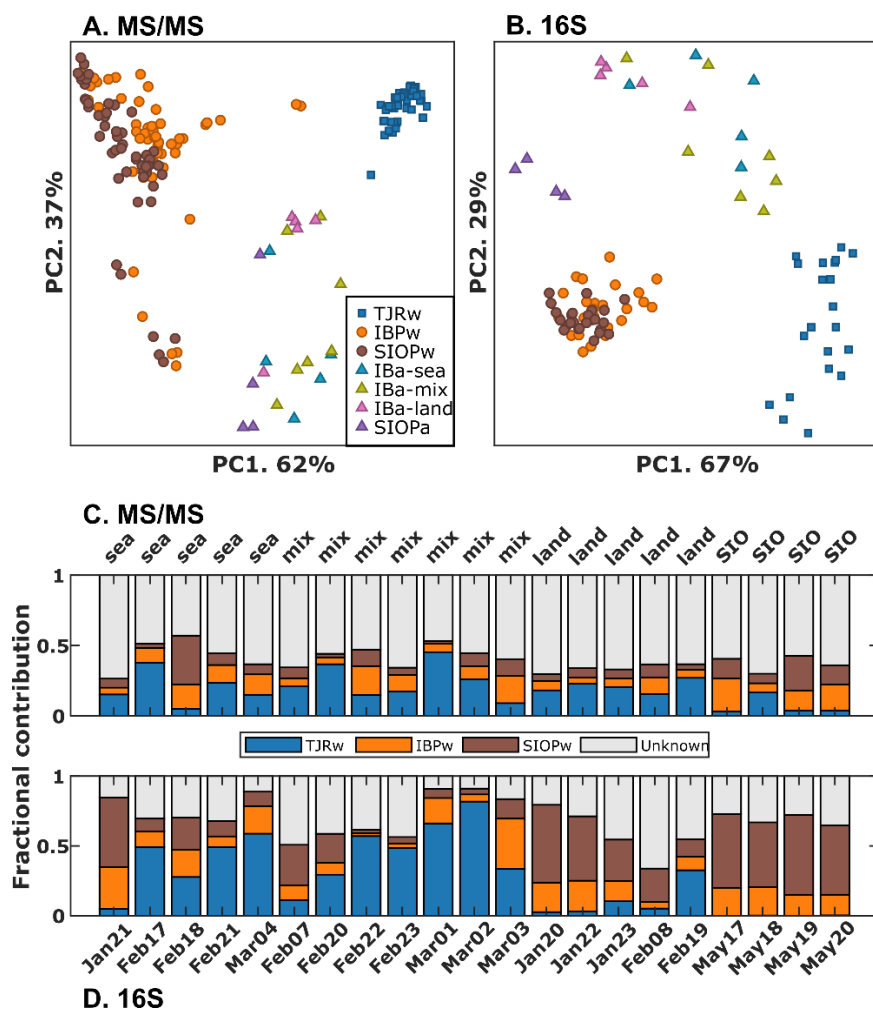 A. MS/MS
B. 16S
PC2. 37%
PC1. 62%
TJRw
IBPw
SIOPw
IBa-sea
IBa-mix
IBa-land
SIOPa
PC2. 29%
PC1. 67%
C. MS/MS
sea sea sea sea sea mix mix mix mix mix mix mix land land land land land SIO SIO SIO SIO
Fractional contribution
1
0.5
0
TJRw IBPw SIOPw Unknown
1
0.5
0
Jan21 Feb17 Feb18 Feb21 Mar04 Feb07 Feb20 Feb22 Feb23 Mar01 Mar02 Mar03 Jan20 Jan22 Jan23 Feb08 Feb19 May17 May18 May19 May20
D. 16S